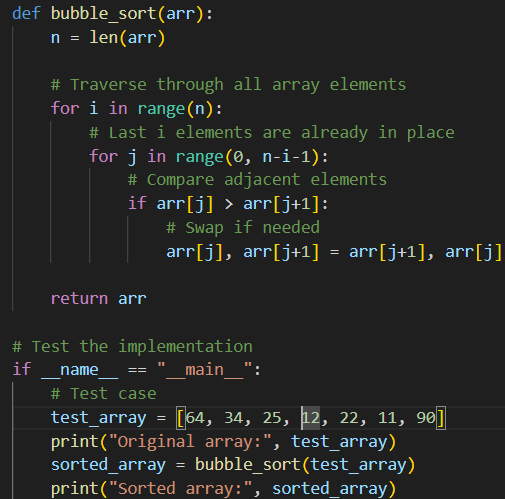 def bubble_sort(arr):
    n = len(arr)

    # Traverse through all array elements
    for i in range(n):
        # Last i elements are already in place
        for j in range(0, n-i-1):
            # Compare adjacent elements
            if arr[j] > arr[j+1]:
                # Swap if needed
                arr[j], arr[j+1] = arr[j+1], arr[j]

    return arr

# Test the implementation
if __name__ == "__main__":
    # Test case
    test_array = [64, 34, 25, 12, 22, 11, 90]
    print("Original array:", test_array)
    sorted_array = bubble_sort(test_array)
    print("Sorted array:", sorted_array)